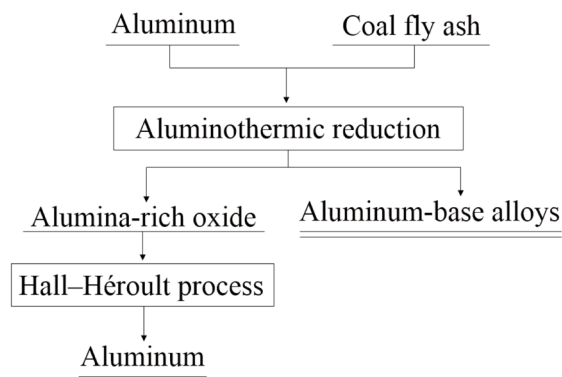 Aluminum
Coal fly ash
Aluminothermic reduction
Alumina-rich oxide
Aluminum-base alloys
Hall–Héroult process
Aluminum